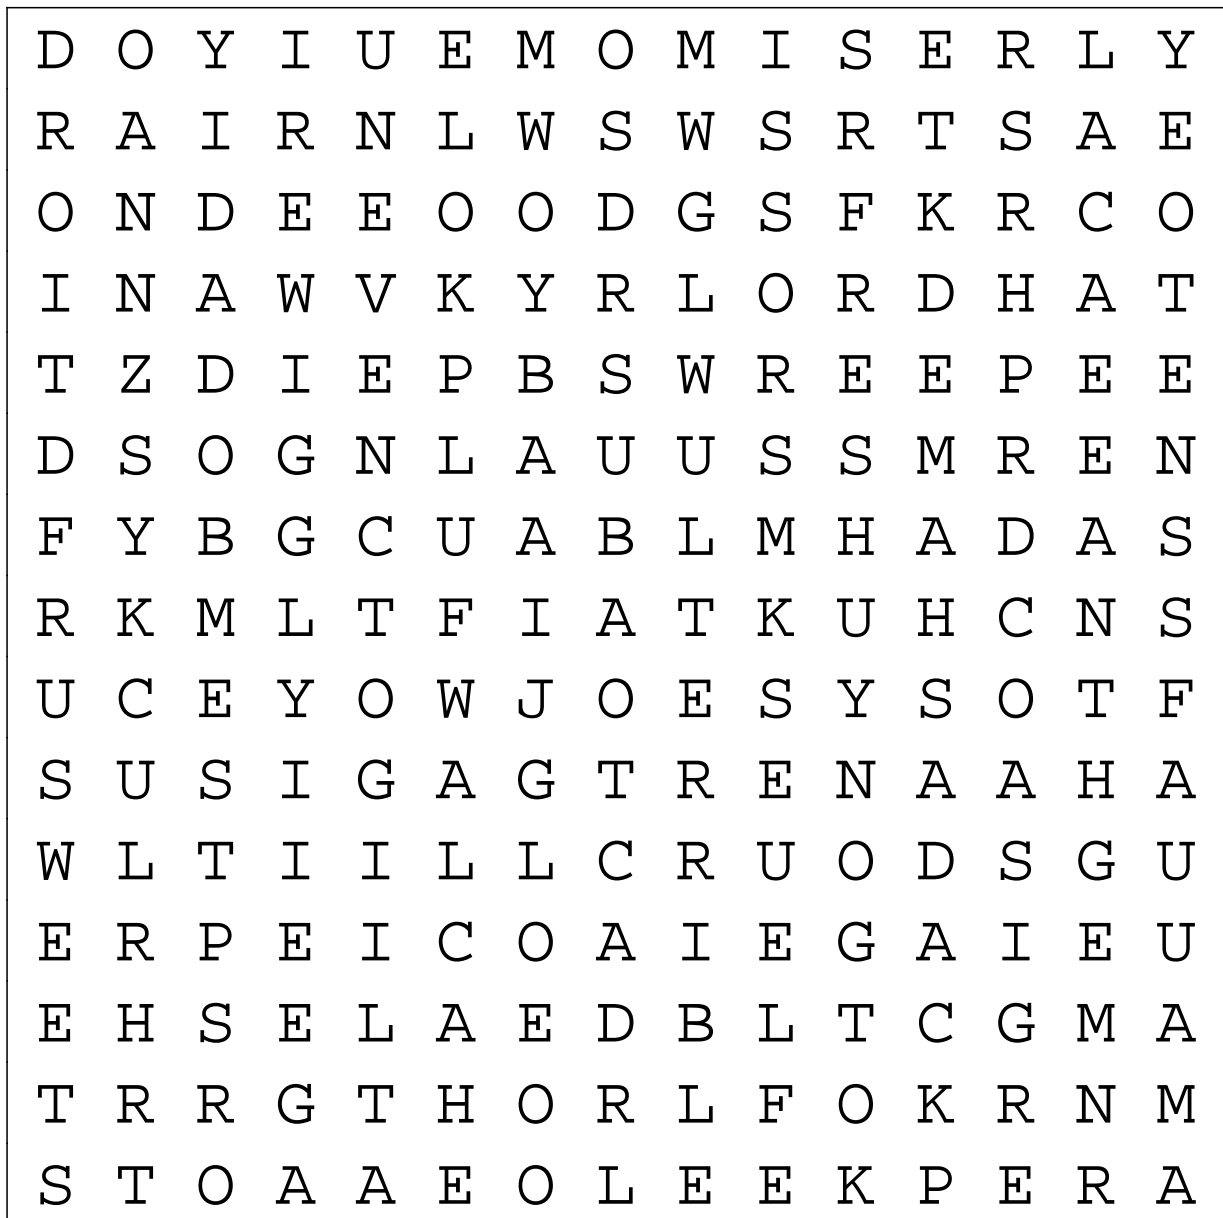 D O Y I U E M O M I S E R L Y
R A I R N L W S W S R T S A E
O N D E E O O D G S F K R C O
I N A W V K Y R L O R D H A T
T Z D I E P B S W R E E P E E
D S O G N L A U U S S M R E N
F Y B G C U A B L M H A D A S
R K M L T F I A T K U H C N S
U C E Y O W J O E S Y S O T F
S U S I G A G T R E N A A H A
W L T I I L L C R U O D S G U
E R P E I C O A I E G A I E U
E H S E L A E D B L T C G M A
T R R G T H O R L F O K R N M
S T O A A E O L E E K P E R A